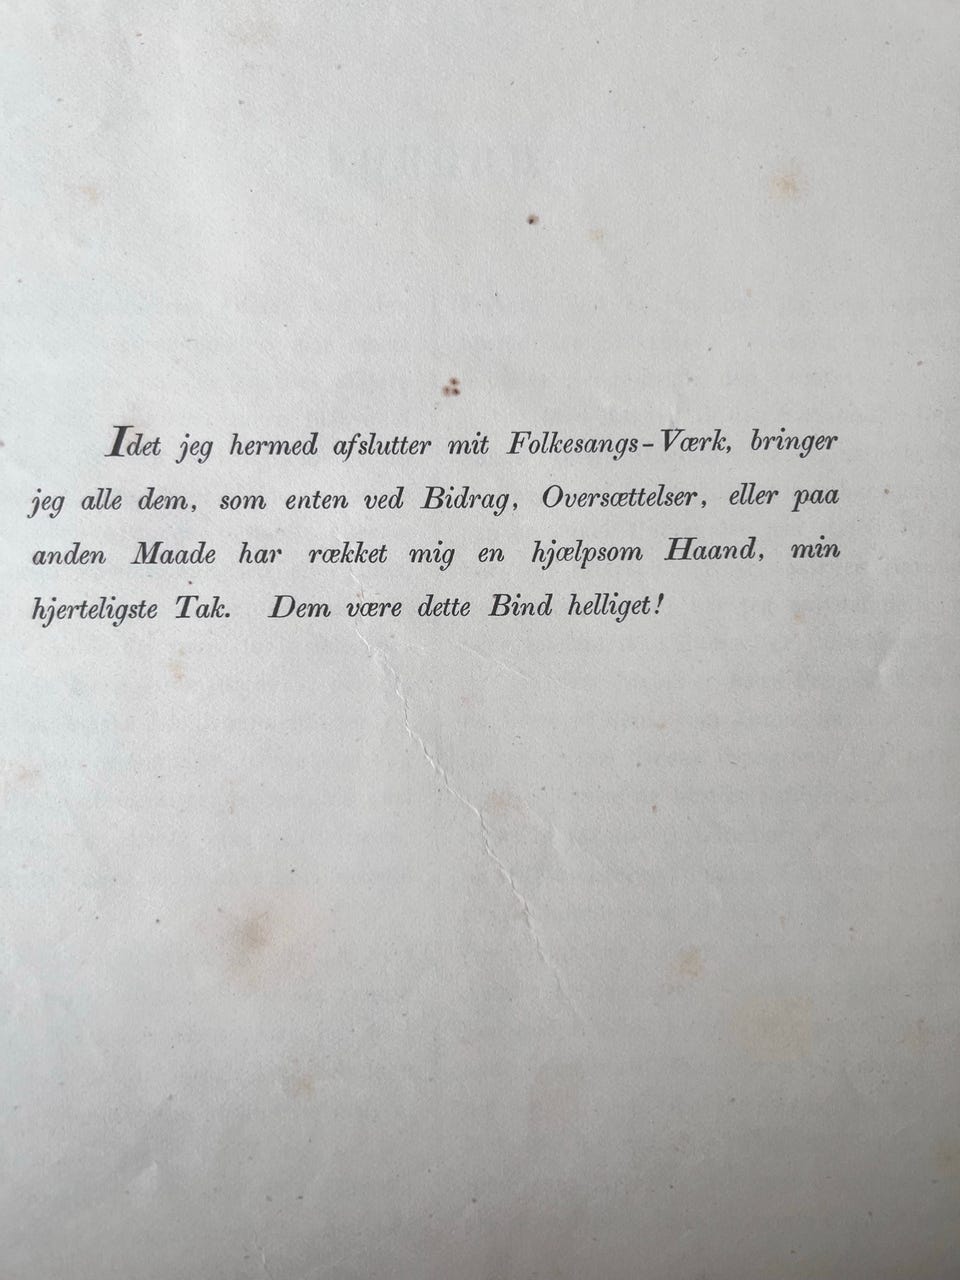 Idet jeg hermed afslutter mit Folkesangs-Værk, bringer
jeg alle dem, som enten ved Bidrag, Oversættelser, eller paa
anden Maade har rækket mig en hjælpsom Haand, min
hjerteligste Tak. Dem være dette Bind helliget!